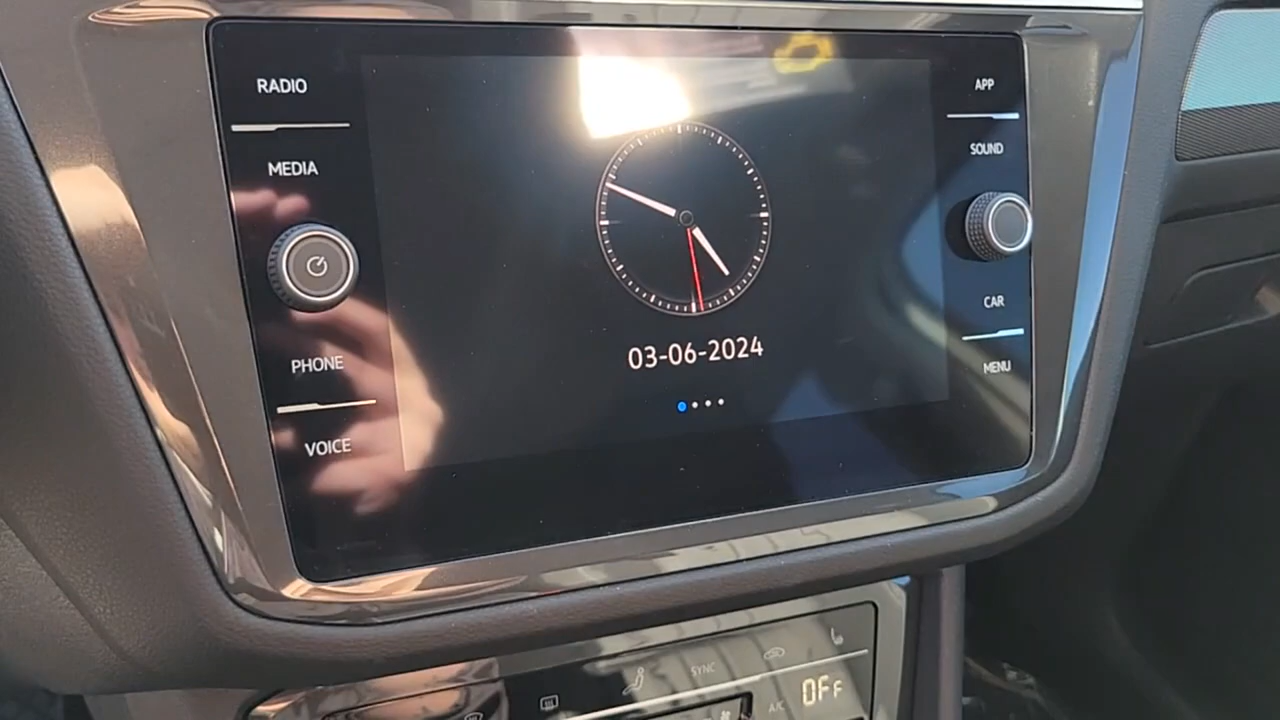 RADIO
MEDIA
PHONE
VOICE
03-06-2024
APP
SOUND
CAR
MENU
SYNC
A/C
OFF